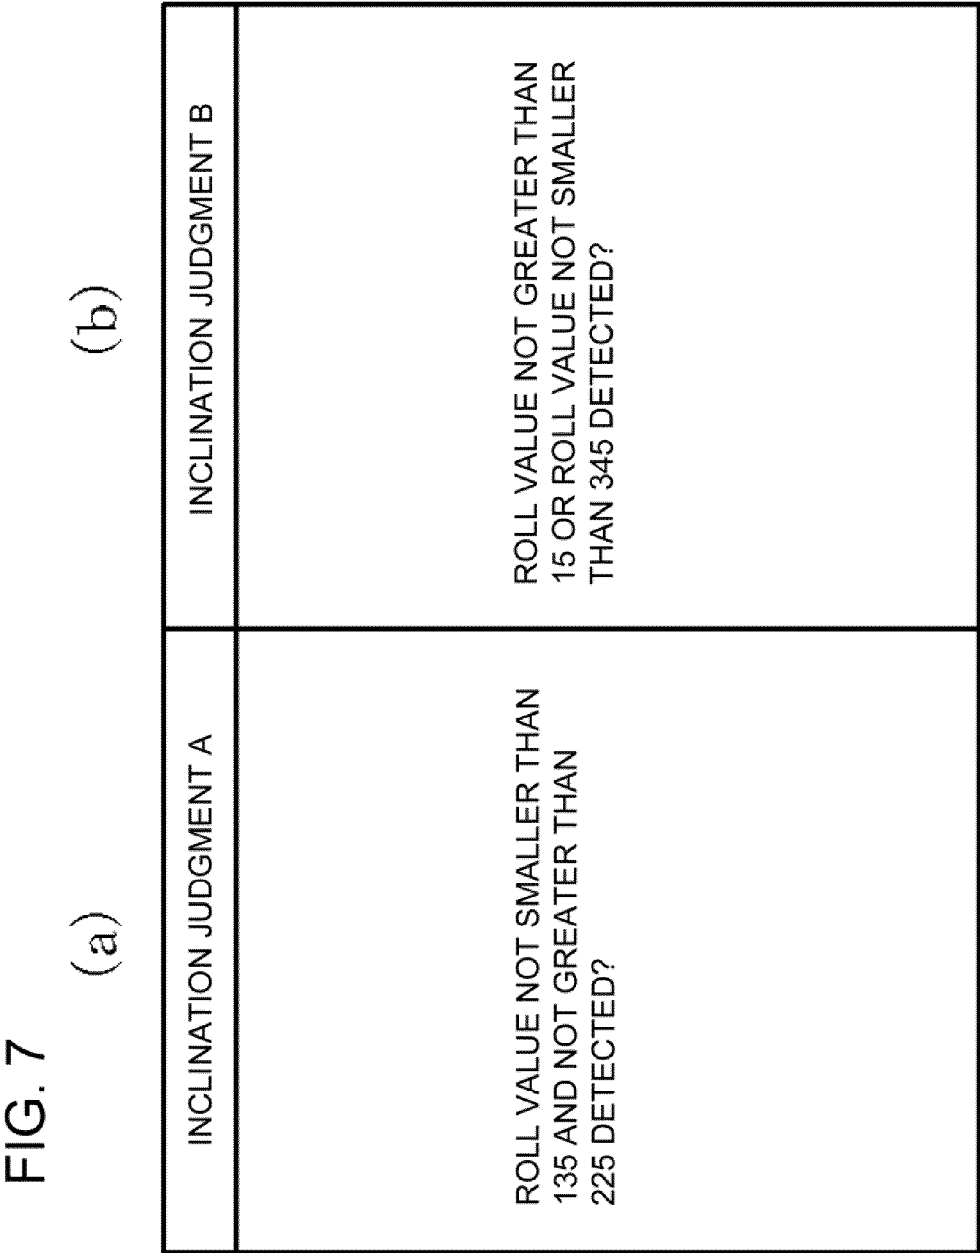 FIG. 7
(a)
INCLINATION JUDGMENT A
ROLL VALUE NOT SMALLER THAN
135 AND NOT GREATER THAN
225 DETECTED?
(b)
INCLINATION JUDGMENT B
ROLL VALUE NOT GREATER THAN
15 OR ROLL VALUE NOT SMALLER
THAN 345 DETECTED?